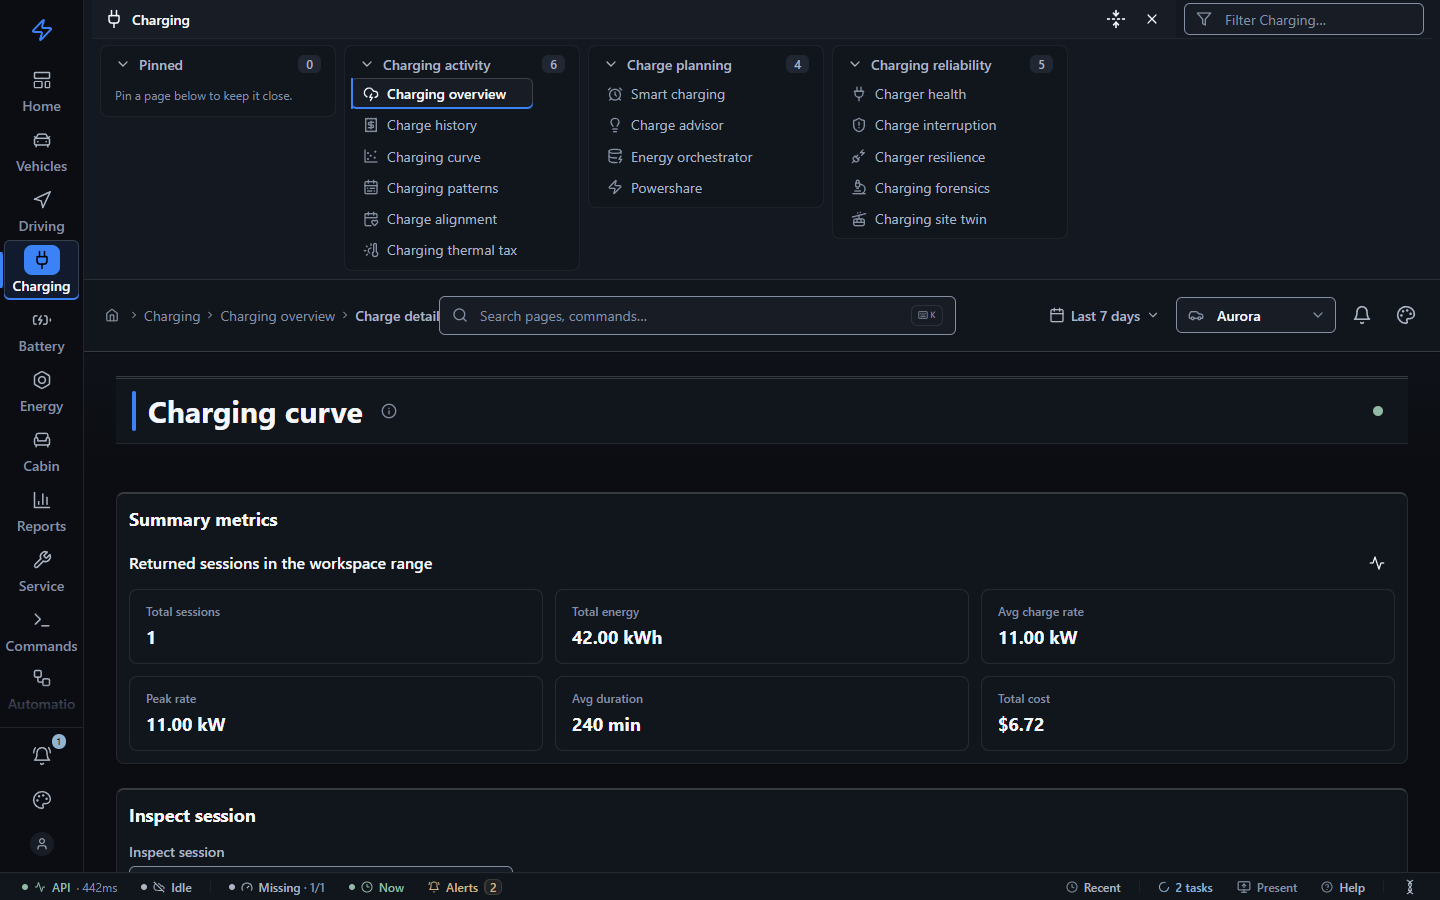 Charging
Filter Charging...
Pinned 0
Pin a page below to keep it close.
Charging activity 6
Charging overview
Charge history
Charging curve
Charging patterns
Charge alignment
Charging thermal tax
Charge planning 4
Smart charging
Charge advisor
Energy orchestrator
Powershare
Charging reliability 5
Charger health
Charge interruption
Charger resilience
Charging forensics
Charging site twin
Home
Vehicles
Driving
Charging
Battery
Energy
Cabin
Reports
Service
Commands
Automatio
1
Charging > Charging overview > Charge detail
Search pages, commands... K
Last 7 days
Aurora
Charging curve
Summary metrics
Returned sessions in the workspace range
Total sessions
1
Total energy
42.00 kWh
Avg charge rate
11.00 kW
Peak rate
11.00 kW
Avg duration
240 min
Total cost
$6.72
Inspect session
Inspect session
API · 442ms Idle Missing · 1/1 Now Alerts 2 Recent 2 tasks Present Help